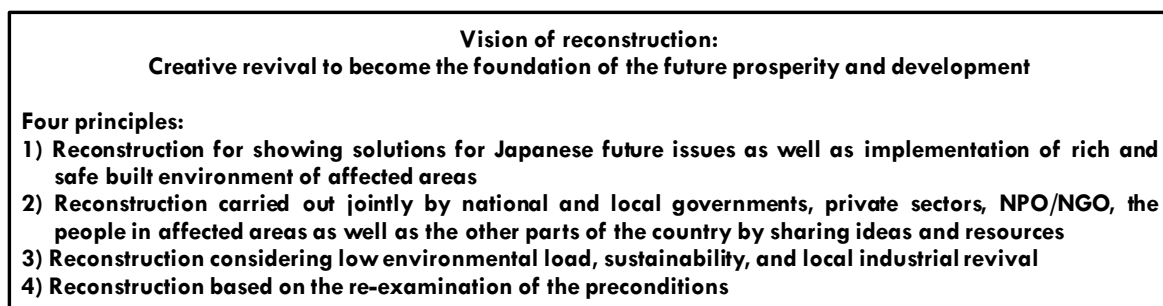 Vision of reconstruction:
Creative revival to become the foundation of the future prosperity and development
Four principles:
1) Reconstruction for showing solutions for Japanese future issues as well as implementation of rich and
safe built environment of affected areas
2) Reconstruction carried out jointly by national and local governments, private sectors, NPO/NGO, the
people in affected areas as well as the other parts of the country by sharing ideas and resources
3) Reconstruction considering low environmental load, sustainability, and local industrial revival
4) Reconstruction based on the re-examination of the preconditions